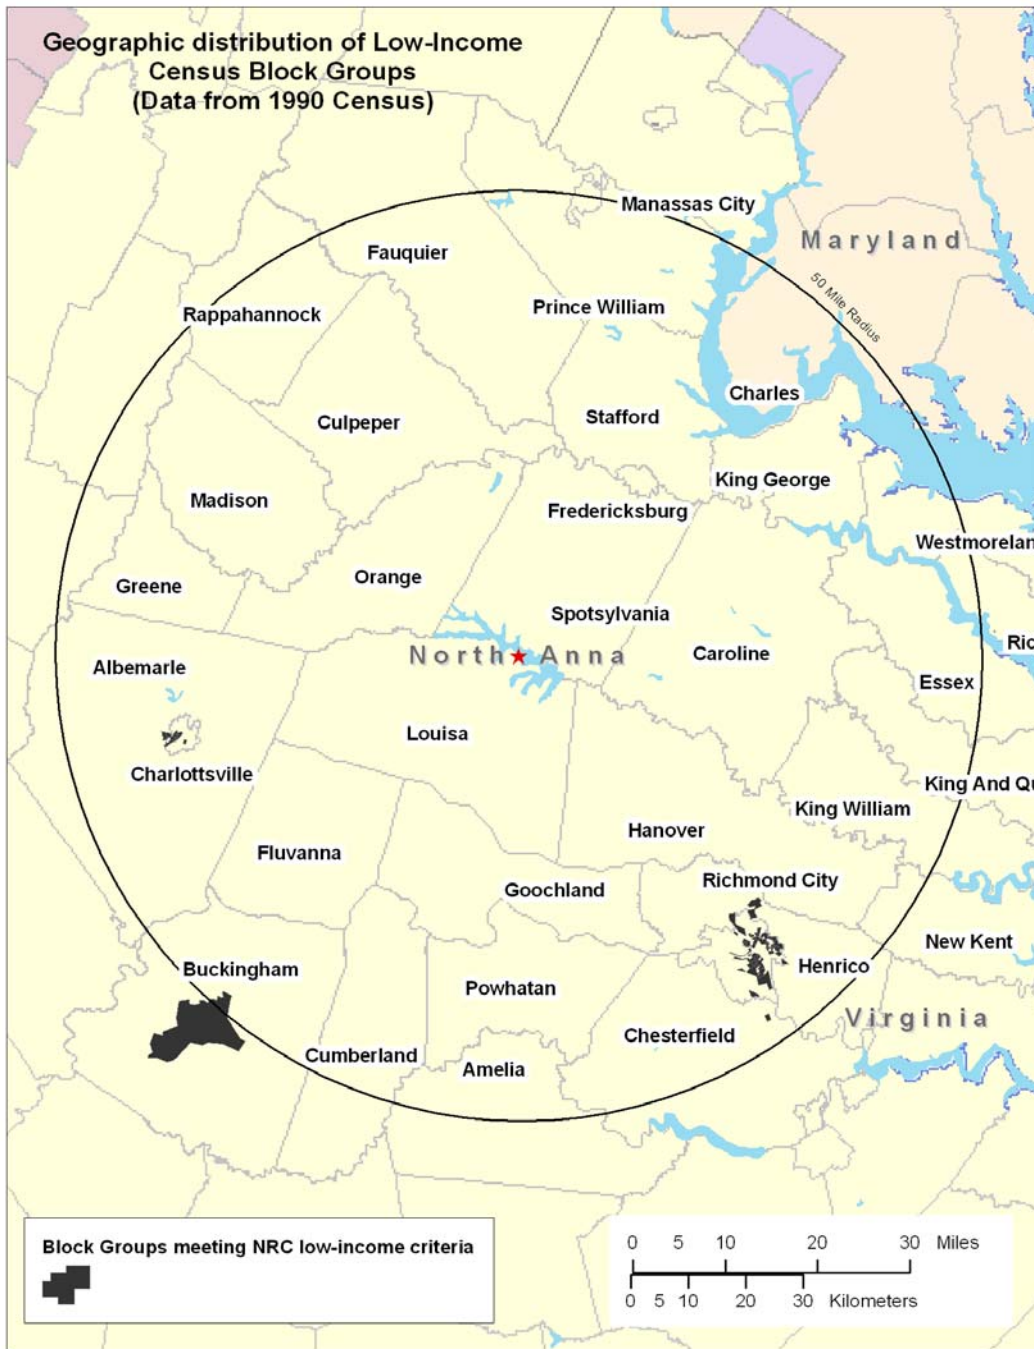 Geographic distribution of Low-Income
Census Block Groups
(Data from 1990 Census)
Manassas City
Maryland
Fauquier
50 Mile Radius
Prince William
Rappahannock
Charles
Stafford
Culpeper
King George
Madison
Fredericksburg
Westmorelan
Orange
Greene
Spotsylvania
Ric
North Anna
Caroline
Albemarle
Essex
Louisa
Charlottsville
King And Qu
King William
Hanover
Fluvanna
Richmond City
Goochland
New Kent
Henrico
Buckingham
Powhatan
Virginia
Chesterfield
Cumberland
Amelia
Block Groups meeting NRC low-income criteria
0 5 10 20 30 Miles
0 5 10 20 30 Kilometers